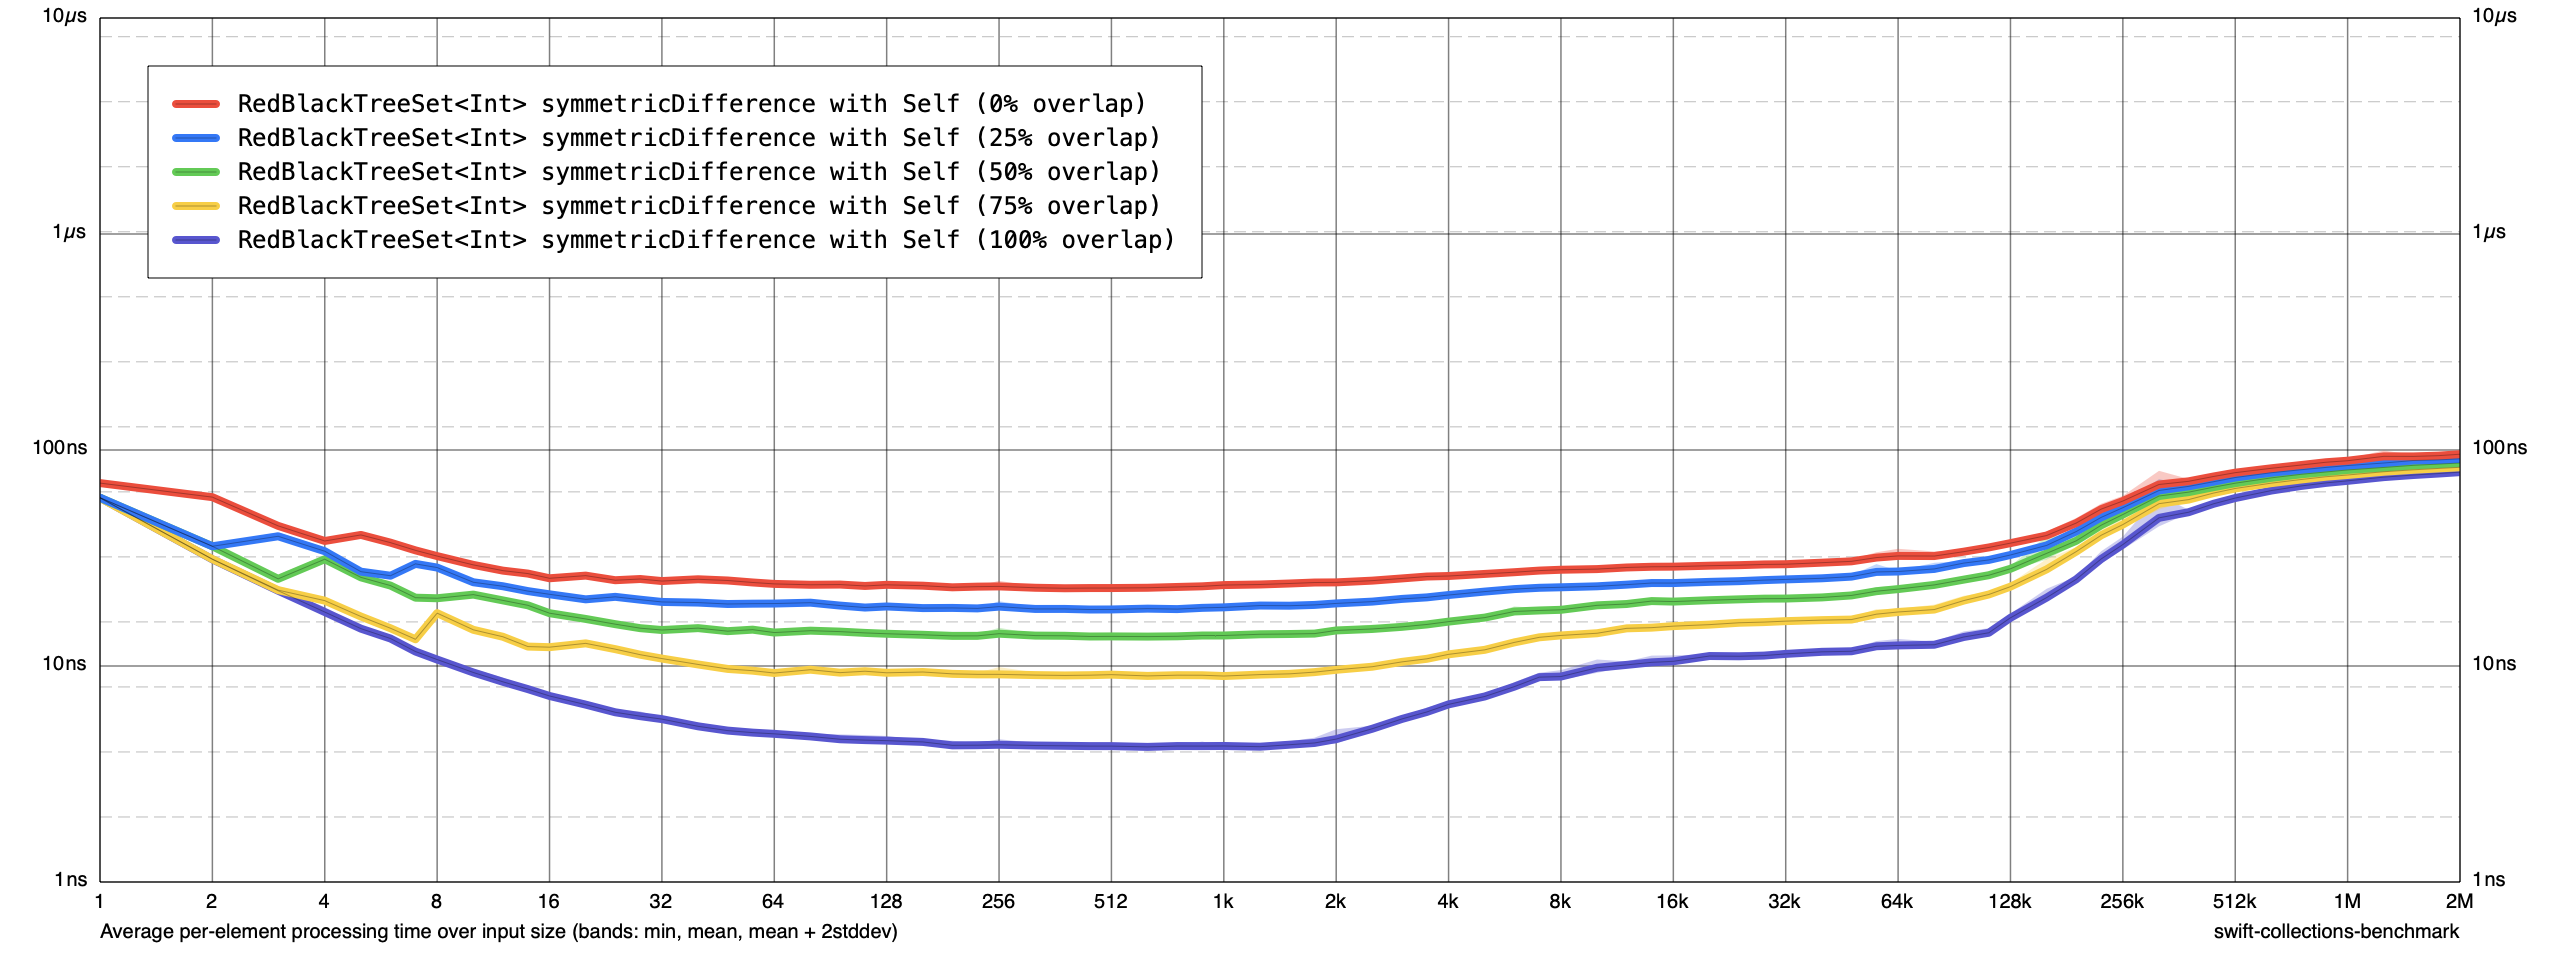 10µs
10µs
RedBlackTreeSet<Int> symmetricDifference with Self (0% overlap)
RedBlackTreeSet<Int> symmetricDifference with Self (25% overlap)
RedBlackTreeSet<Int> symmetricDifference with Self (50% overlap)
RedBlackTreeSet<Int> symmetricDifference with Self (75% overlap)
RedBlackTreeSet<Int> symmetricDifference with Self (100% overlap)
1µs
1µs
100ns
100ns
10ns
10ns
1ns
1ns
1 2 4 8 16 32 64 128 256 512 1k 2k 4k 8k 16k 32k 64k 128k 256k 512k 1M 2M
Average per-element processing time over input size (bands: min, mean, mean + 2stddev)
swift-collections-benchmark